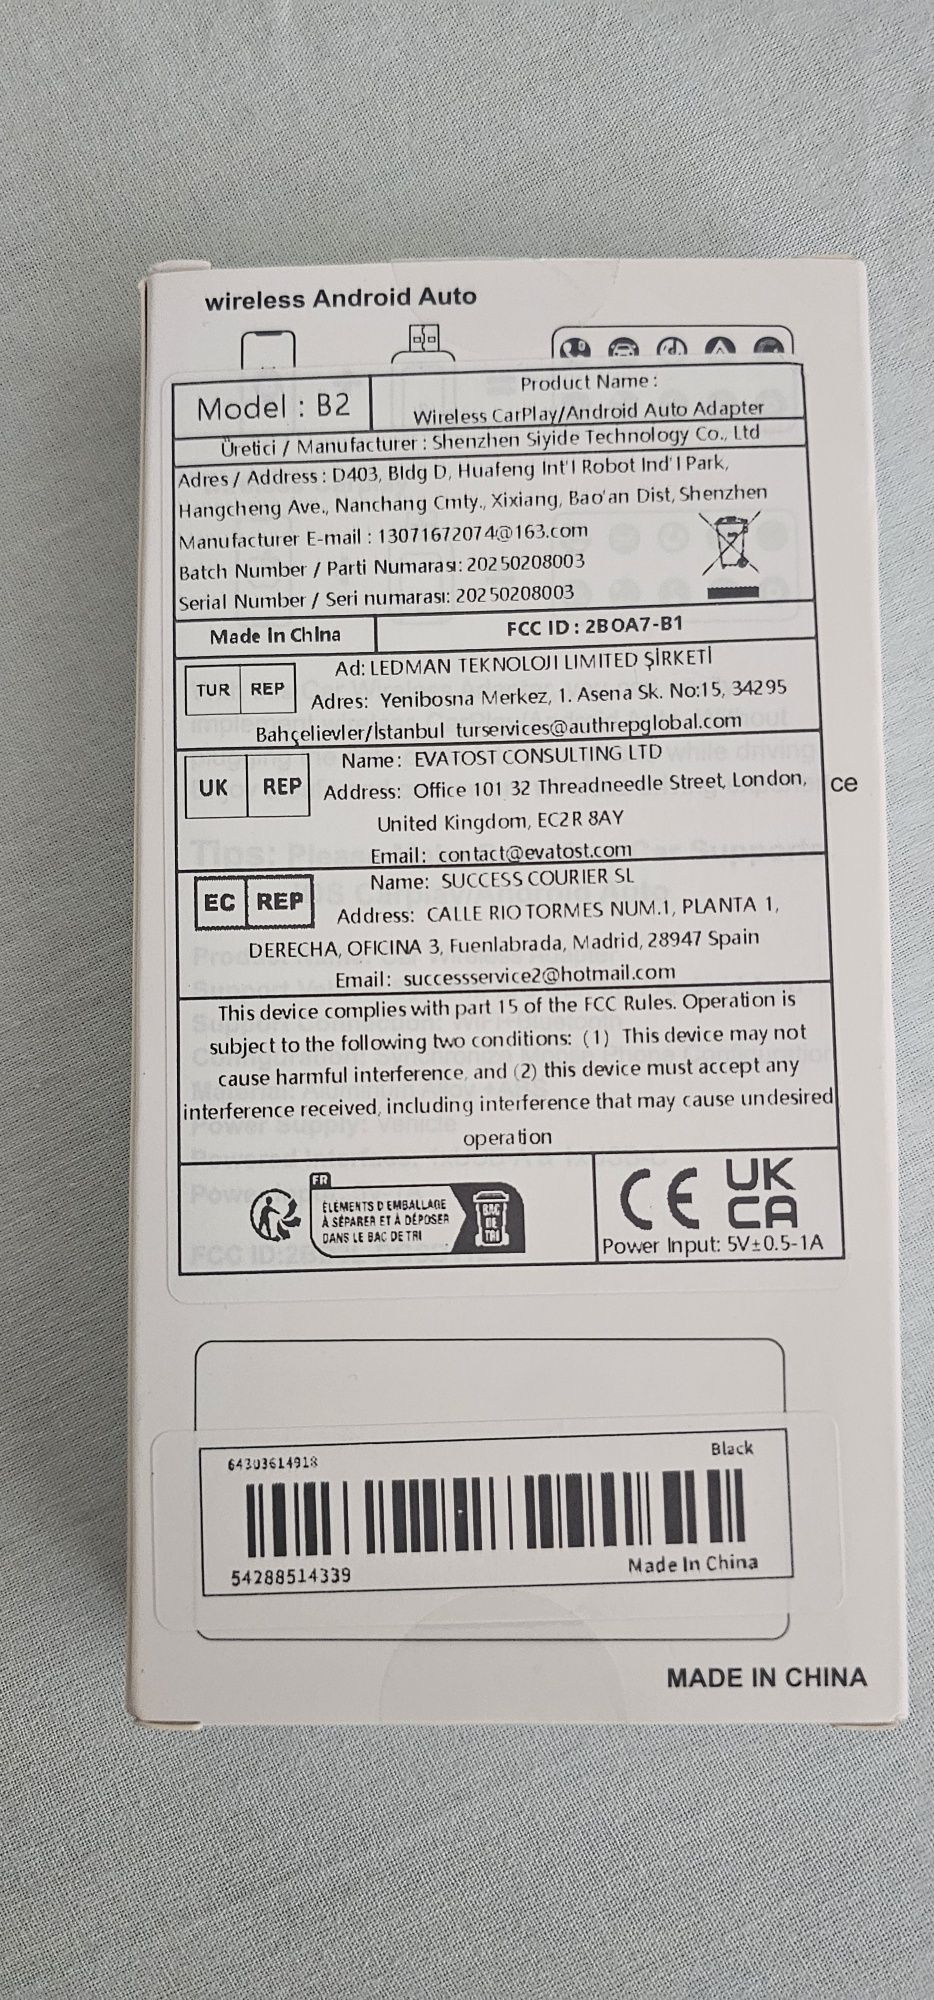 wireless Android Auto
Model : B2
Product Name :
Wireless CarPlay/Android Auto Adapter
Üretici / Manufacturer : Shenzhen Siyide Technology Co., Ltd
Adres / Address : D403, Bldg D, Huafeng Int'l Robot Ind'l Park,
Hangcheng Ave., Nanchang Cmty., Xixiang, Bao'an Dist, Shenzhen
Manufacturer E-mail : 13071672074@163.com
Batch Number / Parti Numarası: 20250208003
Serial Number / Seri numarası: 20250208003
Made In ChIna
FCC ID : 2BOA7-B1
TUR REP
Ad: LEDMAN TEKNOLOJI LIMITED ŞİRKETİ
Adres: Yenibosna Merkez, 1. Asena Sk. No:15, 34295
Bahçelievler/İstanbul turservices@authrepglobal.com
UK REP
Name: EVATOST CONSULTING LTD
Address: Office 101 32 Threadneedle Street, London,
United Kingdom, EC2R 8AY
Email: contact@evatost.com
ce
EC REP
Name: SUCCESS COURIER SL
Address: CALLE RIO TORMES NUM.1, PLANTA 1,
DERECHA, OFICINA 3, Fuenlabrada, Madrid, 28947 Spain
Email: successservice2@hotmail.com
This device complies with part 15 of the FCC Rules. Operation is
subject to the following two conditions: (1) This device may not
cause harmful interference, and (2) this device must accept any
interference received, including interference that may cause undesired
operation
FR
ÉLÉMENTS D EMBALLAGE
À SÉPARER ET À DÉPOSER
DANS LE BAC DE TRI
BAC
DE
TRI
CE
UK
CA
Power Input: 5V±0.5-1A
64303614918
Black
54288514339
Made In China
MADE IN CHINA